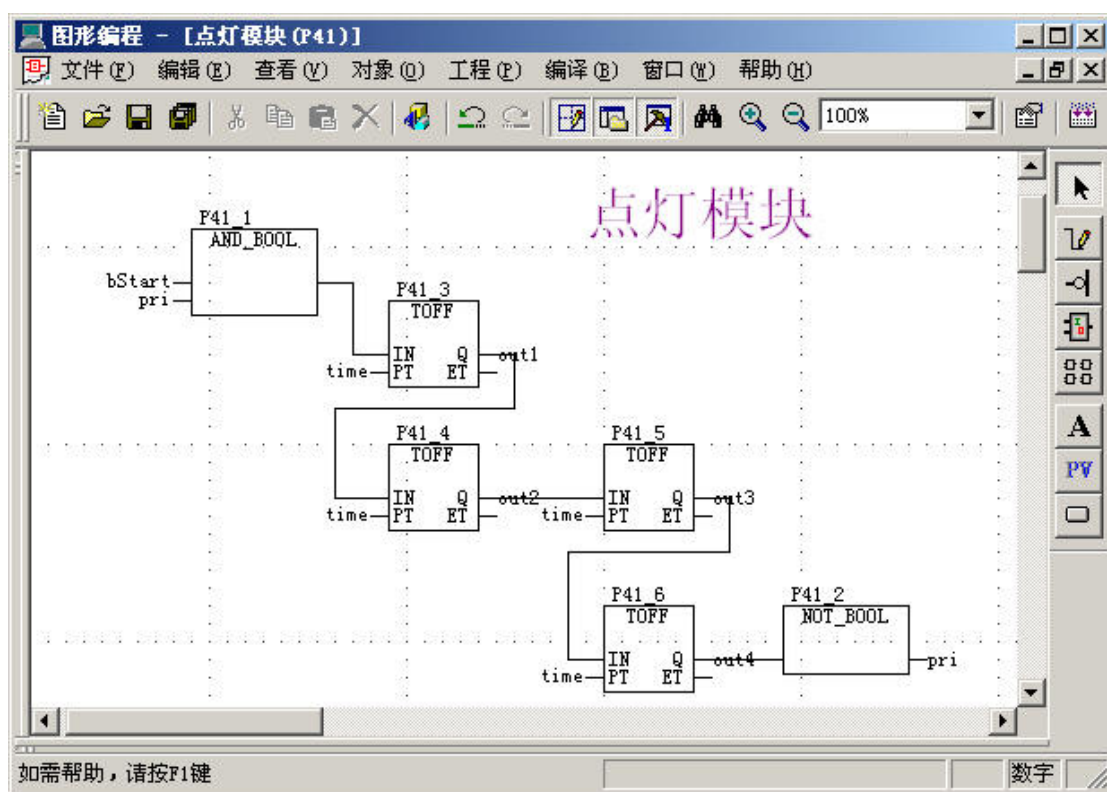 图形编程 - [点灯模块(P41)]
文件(F) 编辑(E) 查看(V) 对象(O) 工程(P) 编译(B) 窗口(W) 帮助(H)
100%
点灯模块
P41_1
AND_BOOL
bStart
pri
P41_3
TOFF
IN Q out1
time PT ET
P41_4
TOFF
IN Q out2
time PT ET
P41_5
TOFF
IN Q out3
time PT ET
P41_6
TOFF
IN Q out4
time PT ET
P41_2
NOT_BOOL
pri
A
PV
如需帮助，请按F1键
数字